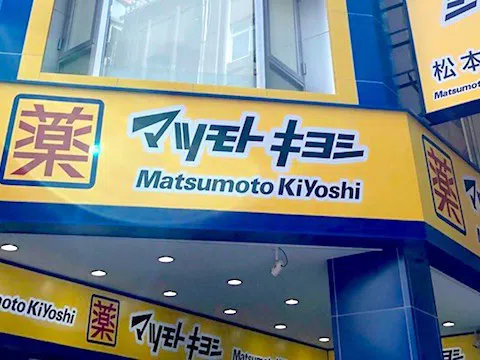 松本
Matsumoto
薬
マツモトキヨシ
Matsumoto KiYoshi
薬
moto KiYoshi
薬
マツモトキヨシ